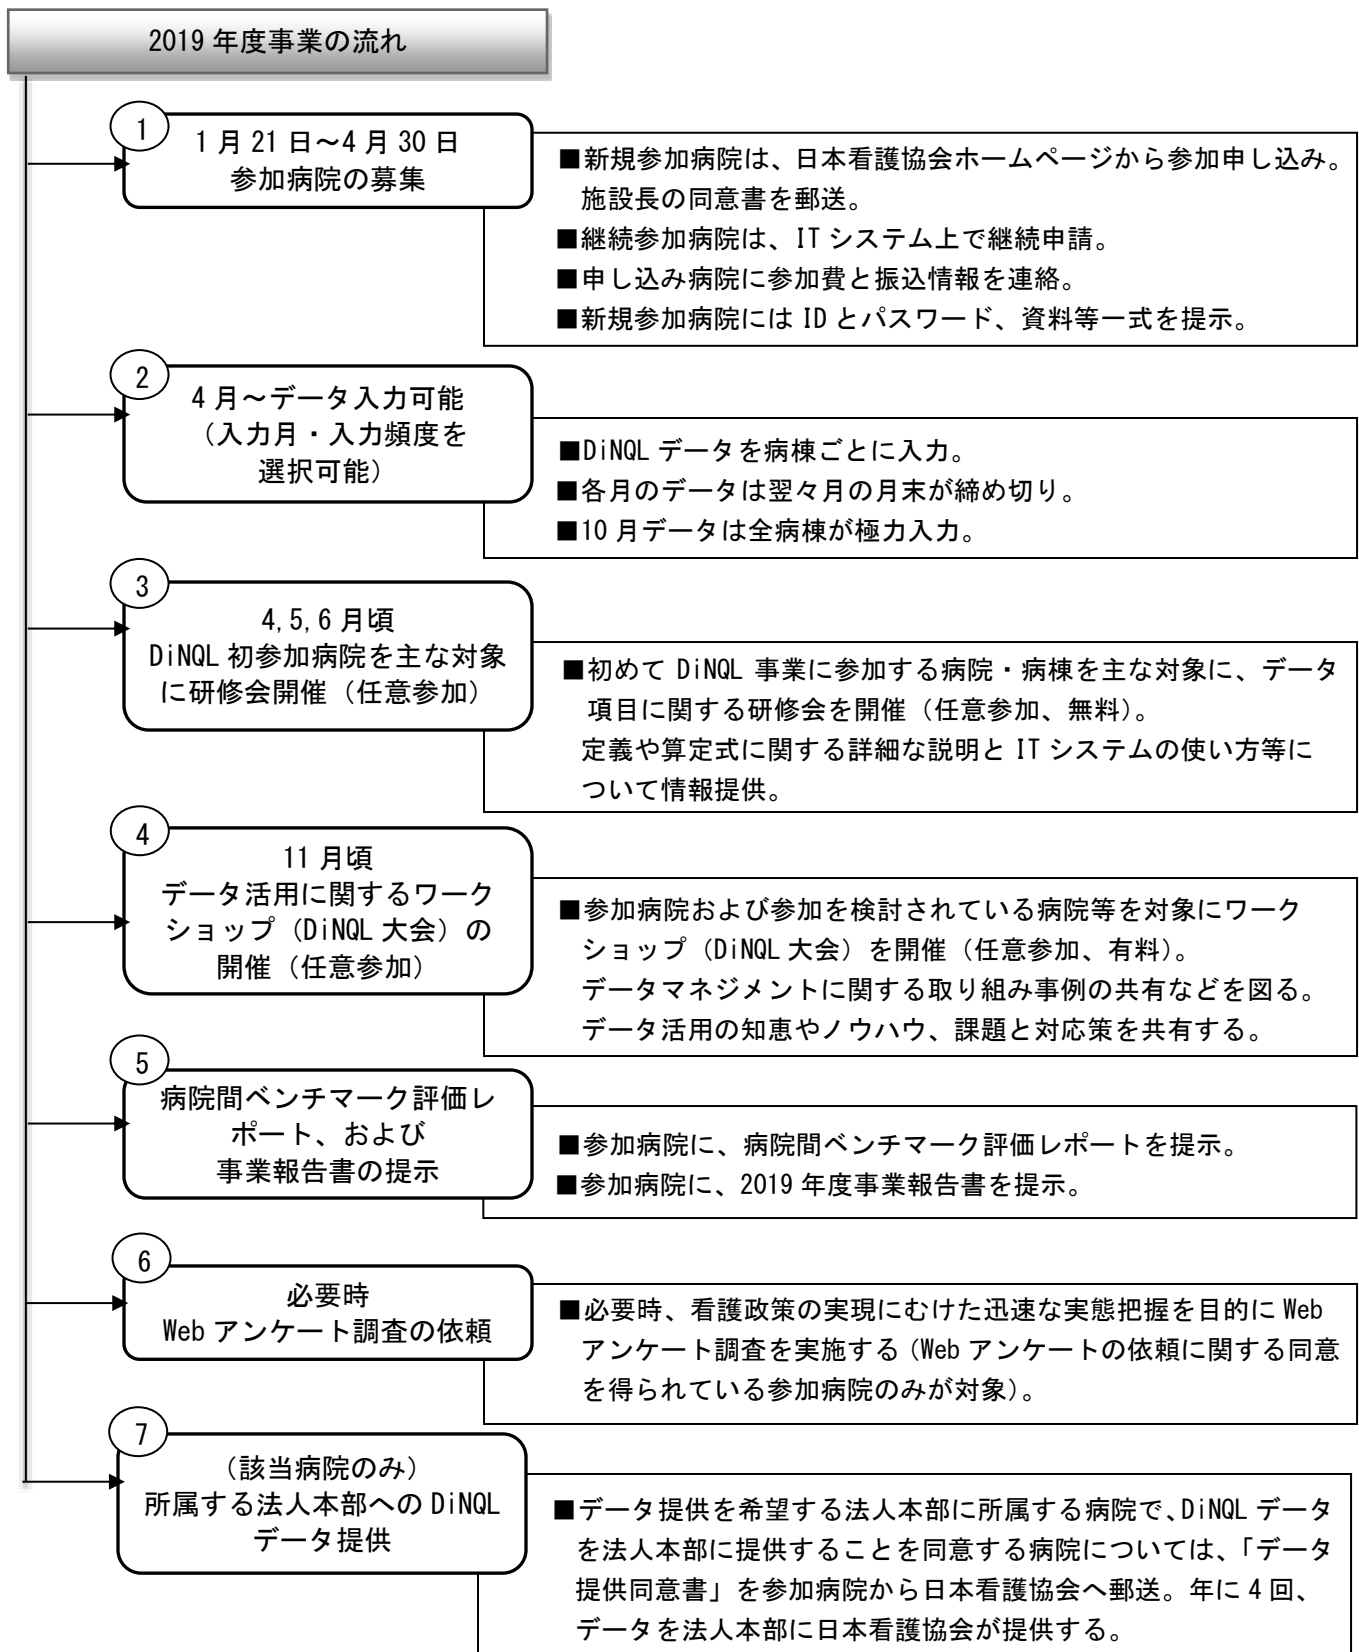 2019 年度事業の流れ
1
1 月 21 日～4 月 30 日
参加病院の募集
■新規参加病院は、日本看護協会ホームページから参加申し込み。
施設長の同意書を郵送。
■継続参加病院は、IT システム上で継続申請。
■申し込み病院に参加費と振込情報を連絡。
■新規参加病院には ID とパスワード、資料等一式を提示。
2
4 月～データ入力可能
（入力月・入力頻度を
選択可能）
■DiNQL データを病棟ごとに入力。
■各月のデータは翌々月の月末が締め切り。
■10 月データは全病棟が極力入力。
3
4,5,6 月頃
DiNQL 初参加病院を主な対象
に研修会開催（任意参加）
■初めて DiNQL 事業に参加する病院・病棟を主な対象に、データ
項目に関する研修会を開催（任意参加、無料）。
定義や算定式に関する詳細な説明と IT システムの使い方等に
ついて情報提供。
4
11 月頃
データ活用に関するワーク
ショップ（DiNQL 大会）の
開催（任意参加）
■参加病院および参加を検討されている病院等を対象にワーク
ショップ（DiNQL 大会）を開催（任意参加、有料）。
データマネジメントに関する取り組み事例の共有などを図る。
データ活用の知恵やノウハウ、課題と対応策を共有する。
5
病院間ベンチマーク評価レ
ポート、および
事業報告書の提示
■参加病院に、病院間ベンチマーク評価レポートを提示。
■参加病院に、2019 年度事業報告書を提示。
6
必要時
Web アンケート調査の依頼
■必要時、看護政策の実現にむけた迅速な実態把握を目的に Web
アンケート調査を実施する（Web アンケートの依頼に関する同意
を得られている参加病院のみが対象）。
7
（該当病院のみ）
所属する法人本部への DiNQL
データ提供
■データ提供を希望する法人本部に所属する病院で、DiNQL データ
を法人本部に提供することを同意する病院については、「データ
提供同意書」を参加病院から日本看護協会へ郵送。年に 4 回、
データを法人本部に日本看護協会が提供する。